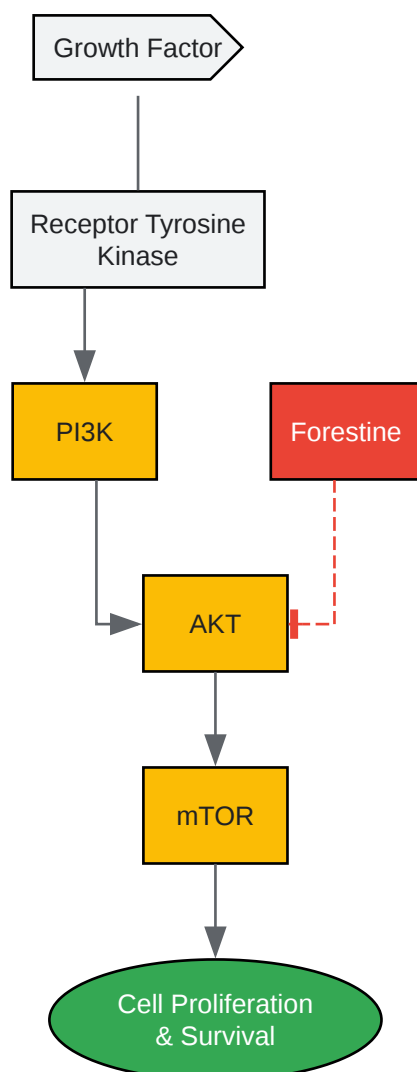 Growth Factor
Receptor Tyrosine
Kinase
PI3K
Forestine
AKT
mTOR
Cell Proliferation
& Survival